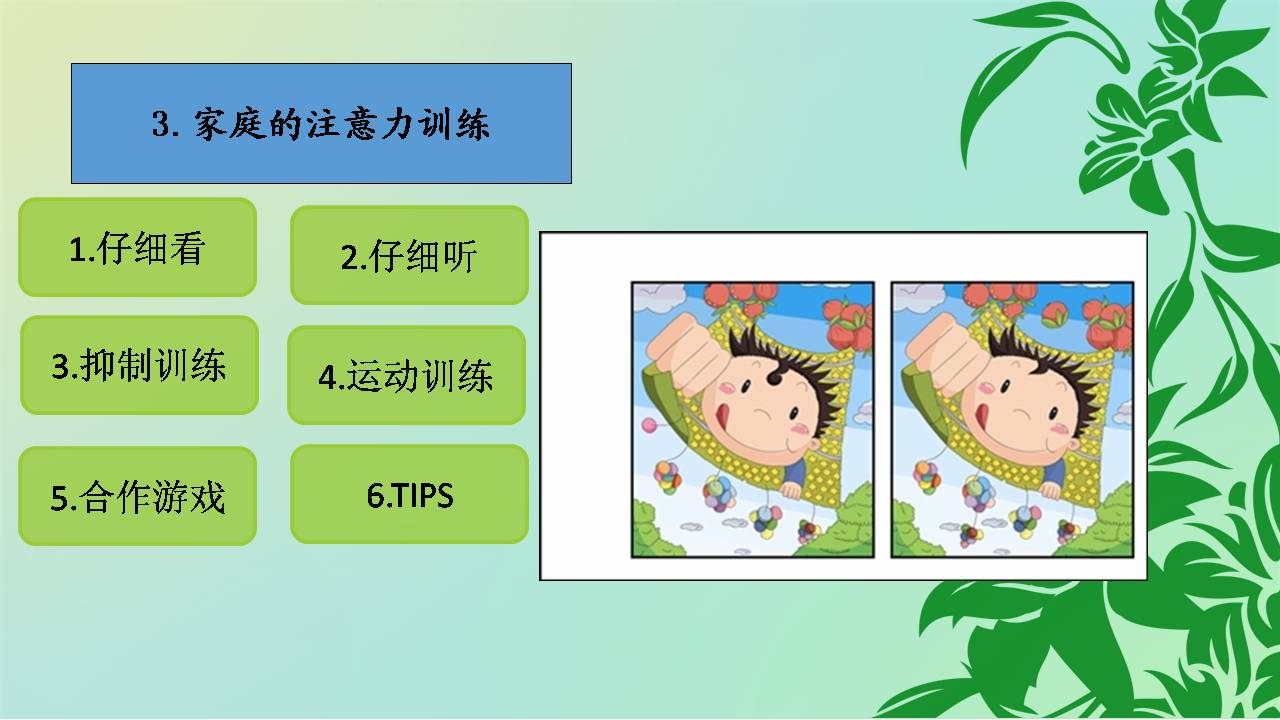 3. 家庭的注意力训练
1.仔细看
2.仔细听
3.抑制训练
4.运动训练
5.合作游戏
6.TIPS